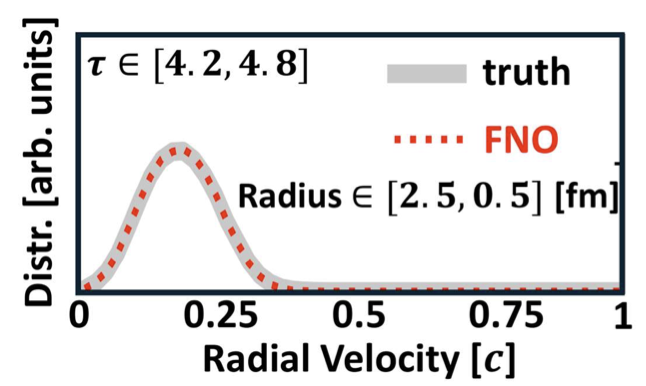 τ ∈ [4.2, 4.8]
truth
FNO
Radius ∈ [2.5, 0.5] [fm]
Distr. [arb. units]
0 0.25 0.5 0.75 1
Radial Velocity [c]